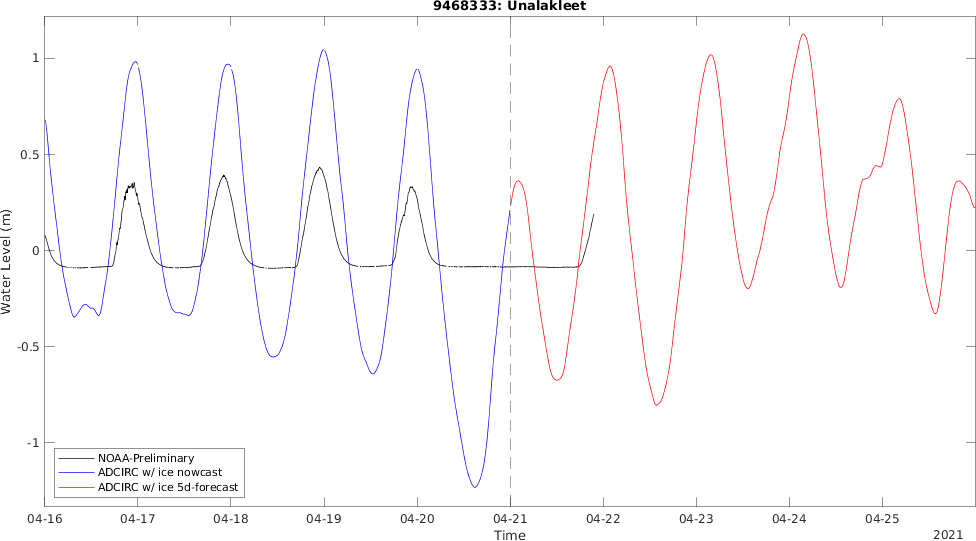 9468333: Unalakleet
Water Level (m)
1
0.5
0
-0.5
-1
NOAA-Preliminary
ADCIRC w/ ice nowcast
ADCIRC w/ ice 5d-forecast
04-16 04-17 04-18 04-19 04-20 04-21 04-22 04-23 04-24 04-25
Time
2021